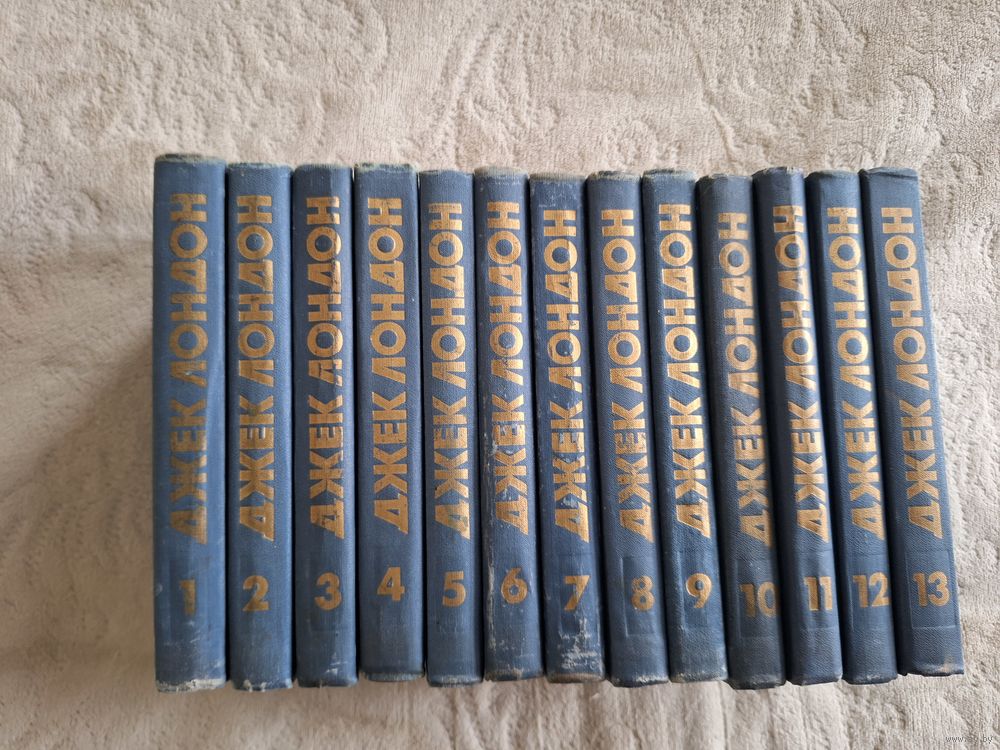 ДЖЕК ЛОНДОН 1
ДЖЕК ЛОНДОН 2
ДЖЕК ЛОНДОН 3
ДЖЕК ЛОНДОН 4
ДЖЕК ЛОНДОН 5
ДЖЕК ЛОНДОН 6
ДЖЕК ЛОНДОН 7
ДЖЕК ЛОНДОН 8
ДЖЕК ЛОНДОН 9
ДЖЕК ЛОНДОН 10
ДЖЕК ЛОНДОН 11
ДЖЕК ЛОНДОН 12
ДЖЕК ЛОНДОН 13